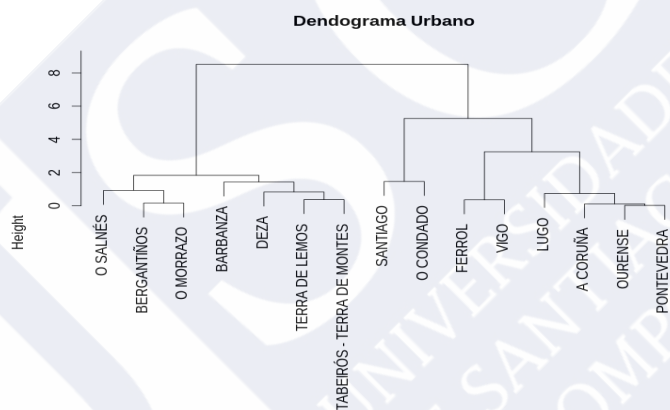 Dendograma Urbano
8
6
4
2
0
Height
O SALNÉS
BERGANTIÑOS
O MORRAZO
BARBANZA
DEZA
TERRA DE LEMOS
TABEIRÓS - TERRA DE MONTES
SANTIAGO
O CONDADO
FERROL
VIGO
LUGO
A CORUÑA
OURENSE
PONTEVEDRA
UNIVERSIDADE